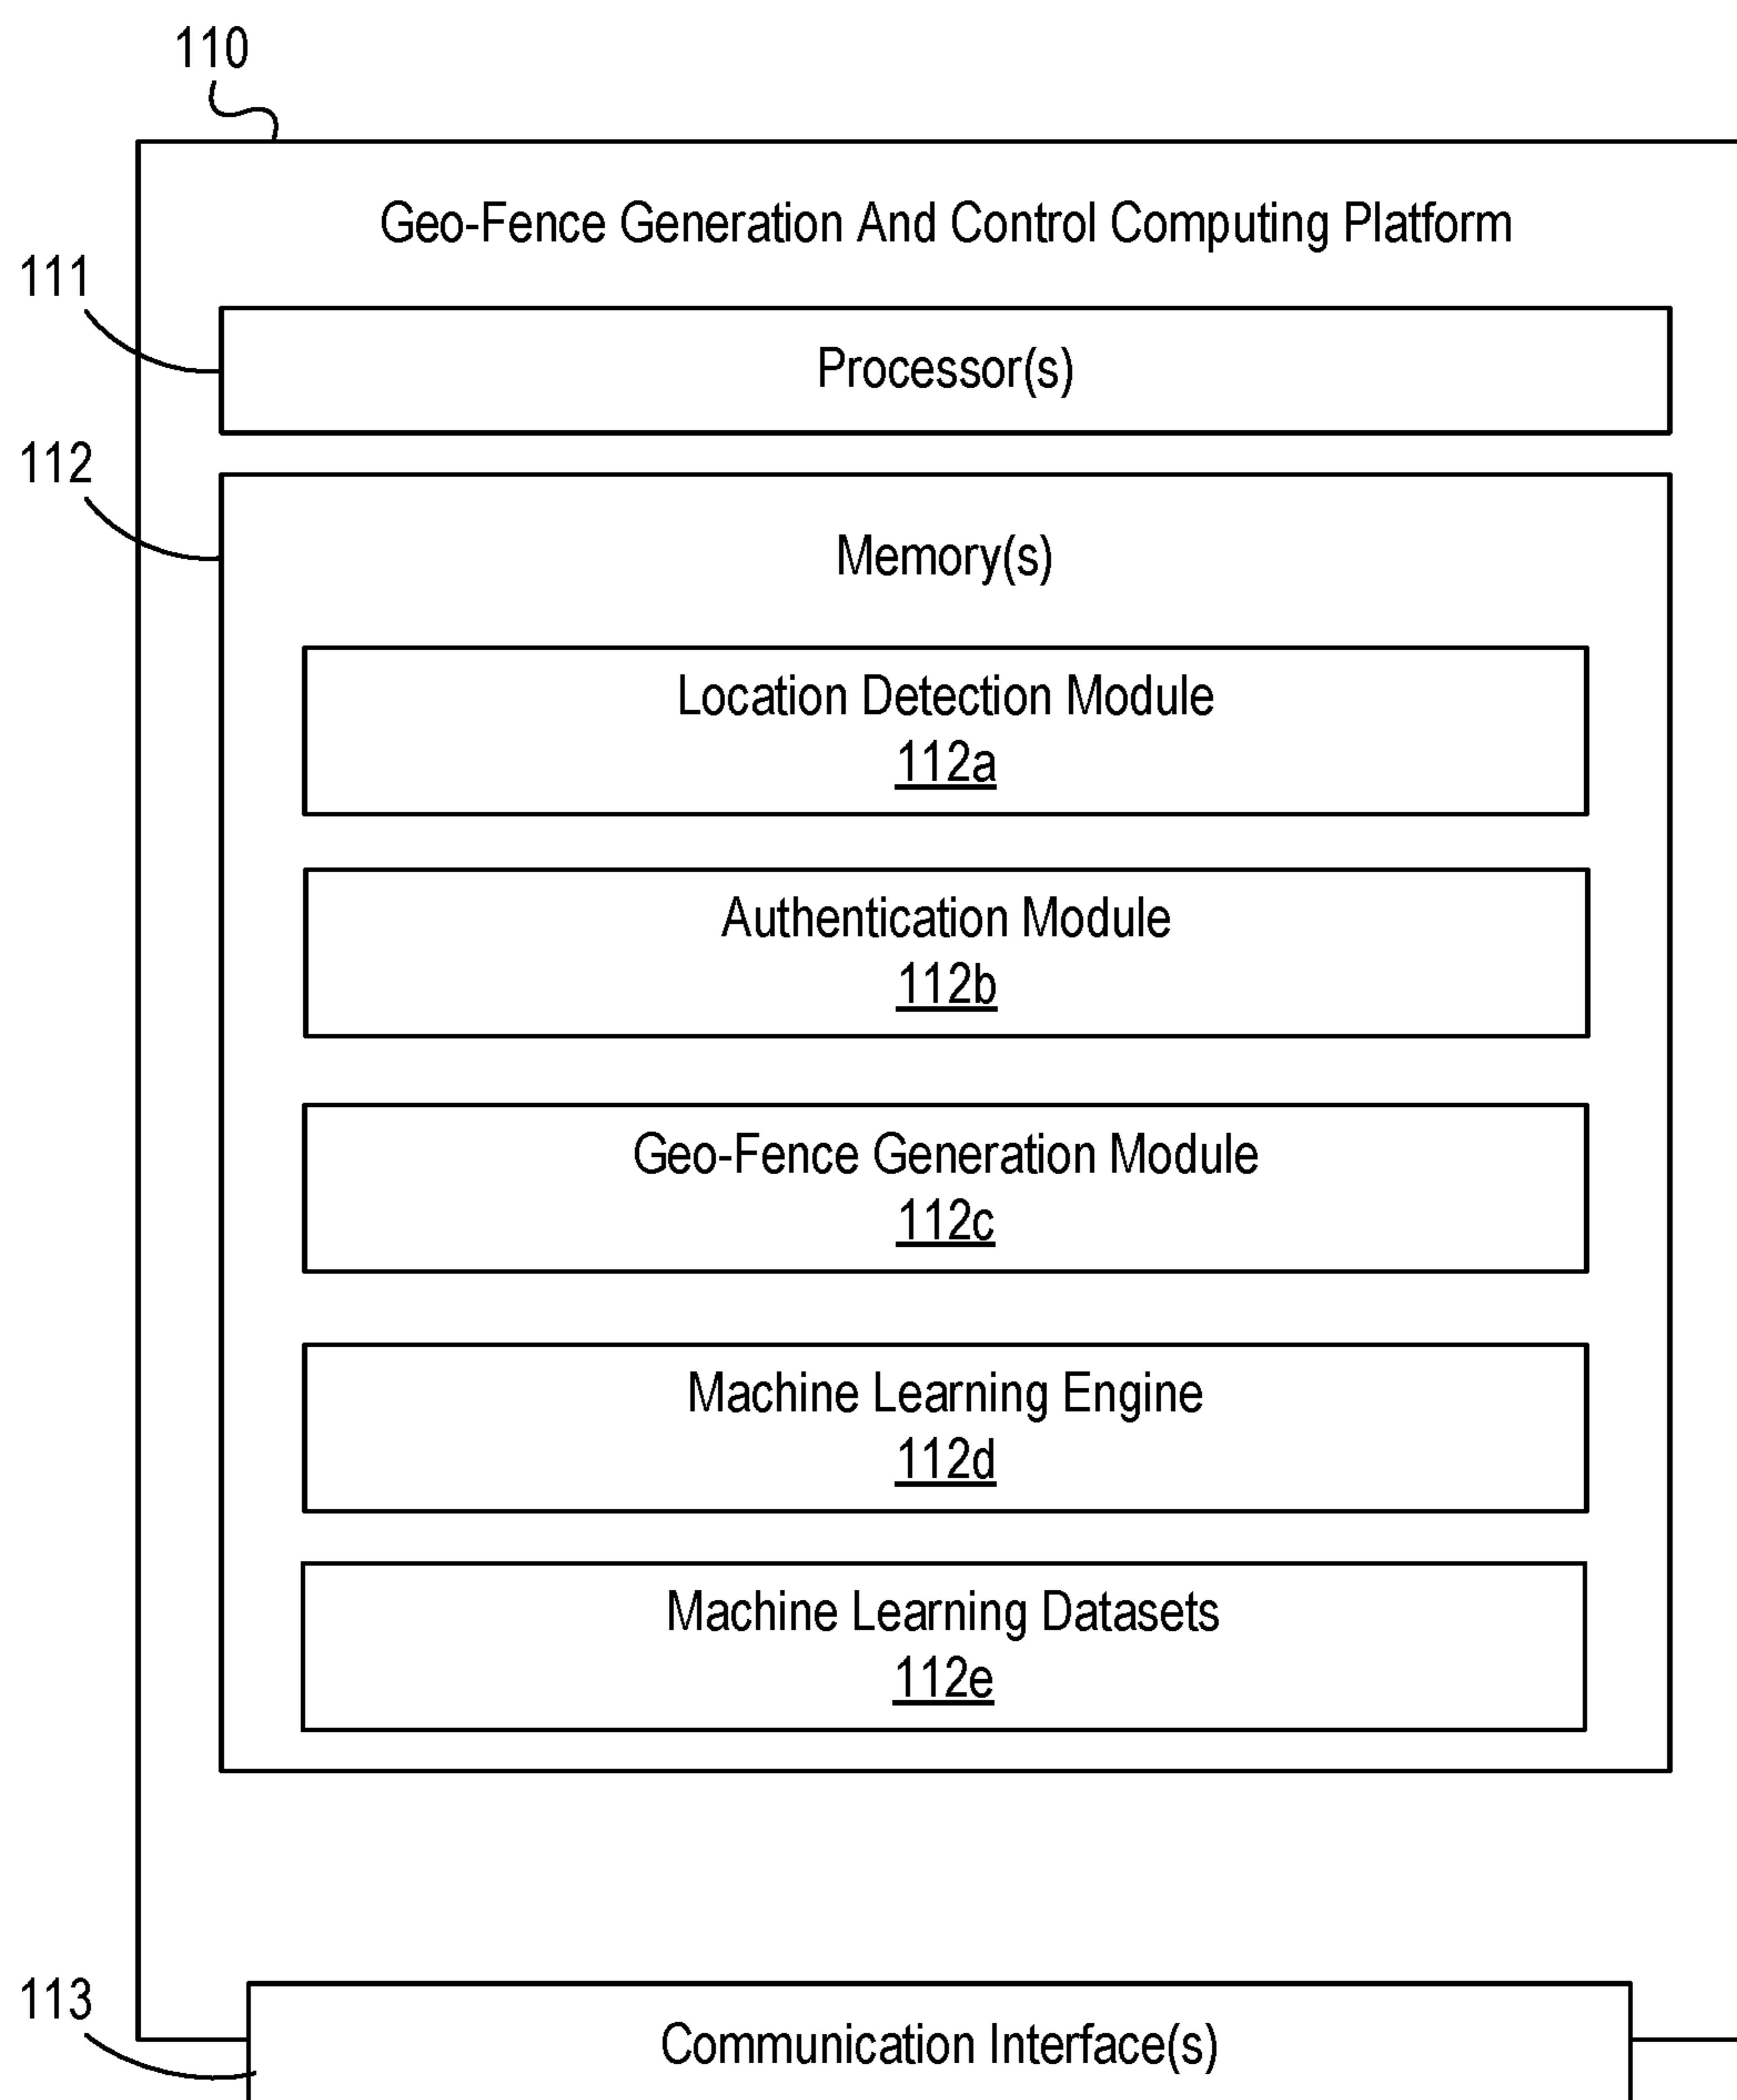 110
Geo-Fence Generation And Control Computing Platform
111
Processor(s)
112
Memory(s)
Location Detection Module
112a
Authentication Module
112b
Geo-Fence Generation Module
112c
Machine Learning Engine
112d
Machine Learning Datasets
112e
113
Communication Interface(s)